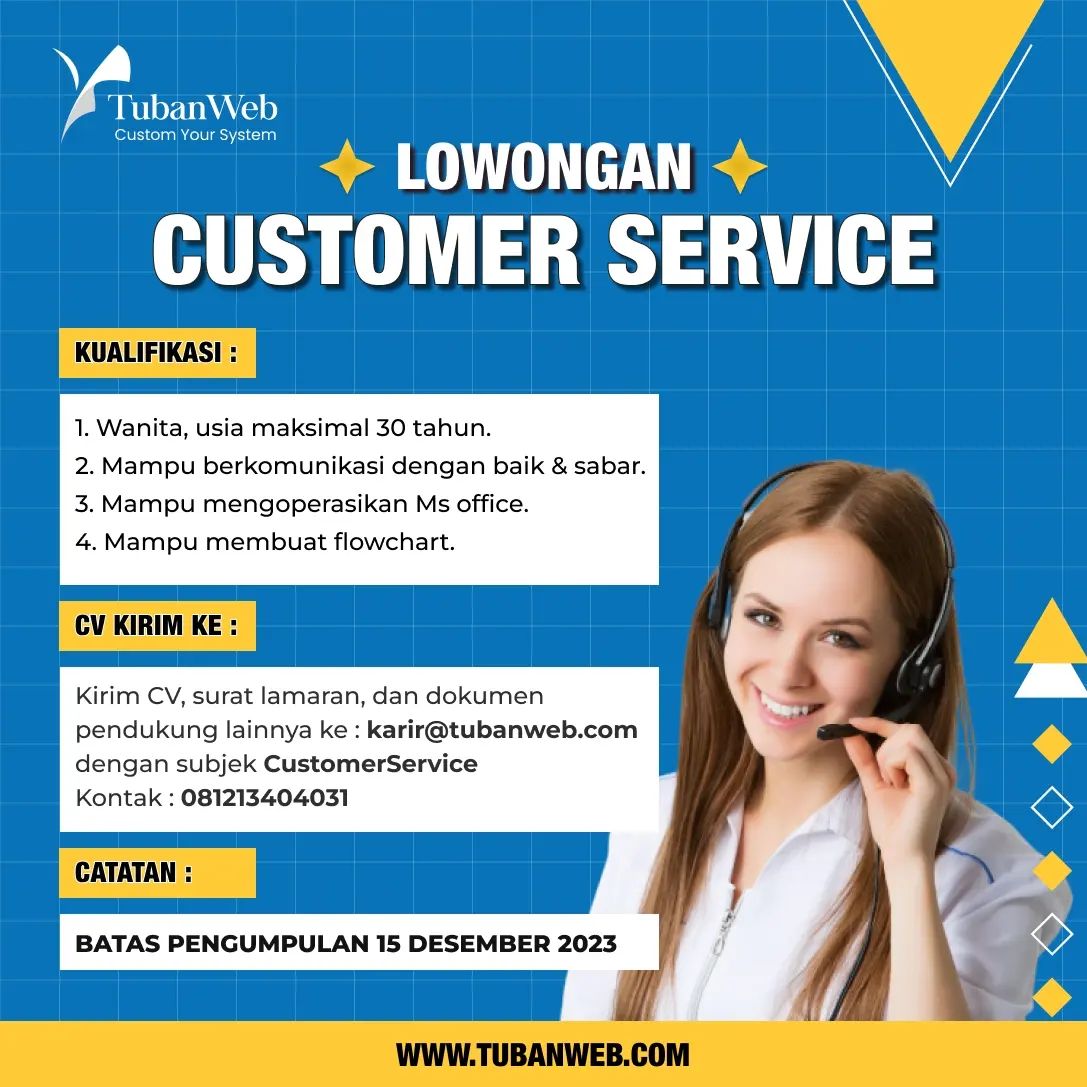 TubanWeb
Custom Your System
LOWONGAN
CUSTOMER SERVICE
KUALIFIKASI :
1. Wanita, usia maksimal 30 tahun.
2. Mampu berkomunikasi dengan baik & sabar.
3. Mampu mengoperasikan Ms office.
4. Mampu membuat flowchart.
CV KIRIM KE :
Kirim CV, surat lamaran, dan dokumen
pendukung lainnya ke : karir@tubanweb.com
dengan subjek CustomerService
Kontak : 081213404031
CATATAN :
BATAS PENGUMPULAN 15 DESEMBER 2023
WWW.TUBANWEB.COM